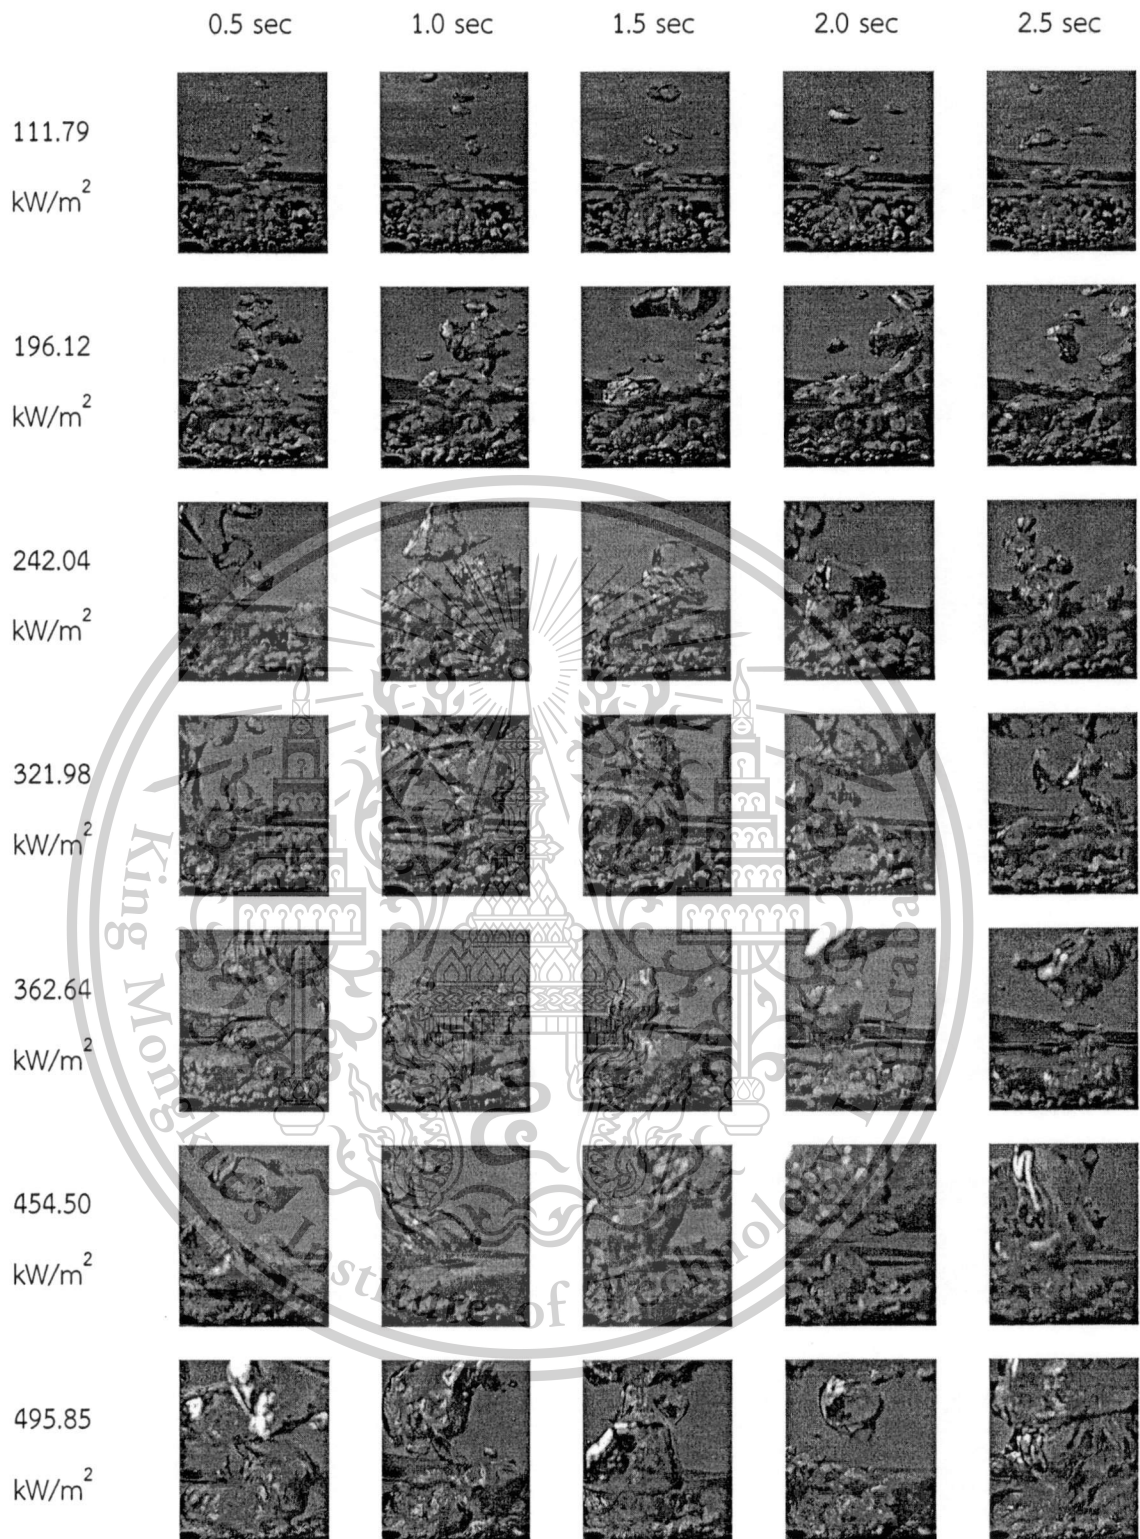 0.5 sec 1.0 sec 1.5 sec 2.0 sec 2.5 sec
111.79
kW/m²
196.12
kW/m²
242.04
kW/m²
321.98
kW/m²
362.64
kW/m²
454.50
kW/m²
495.85
kW/m²
King Mongkut's Institute of Technology Ladkrabang